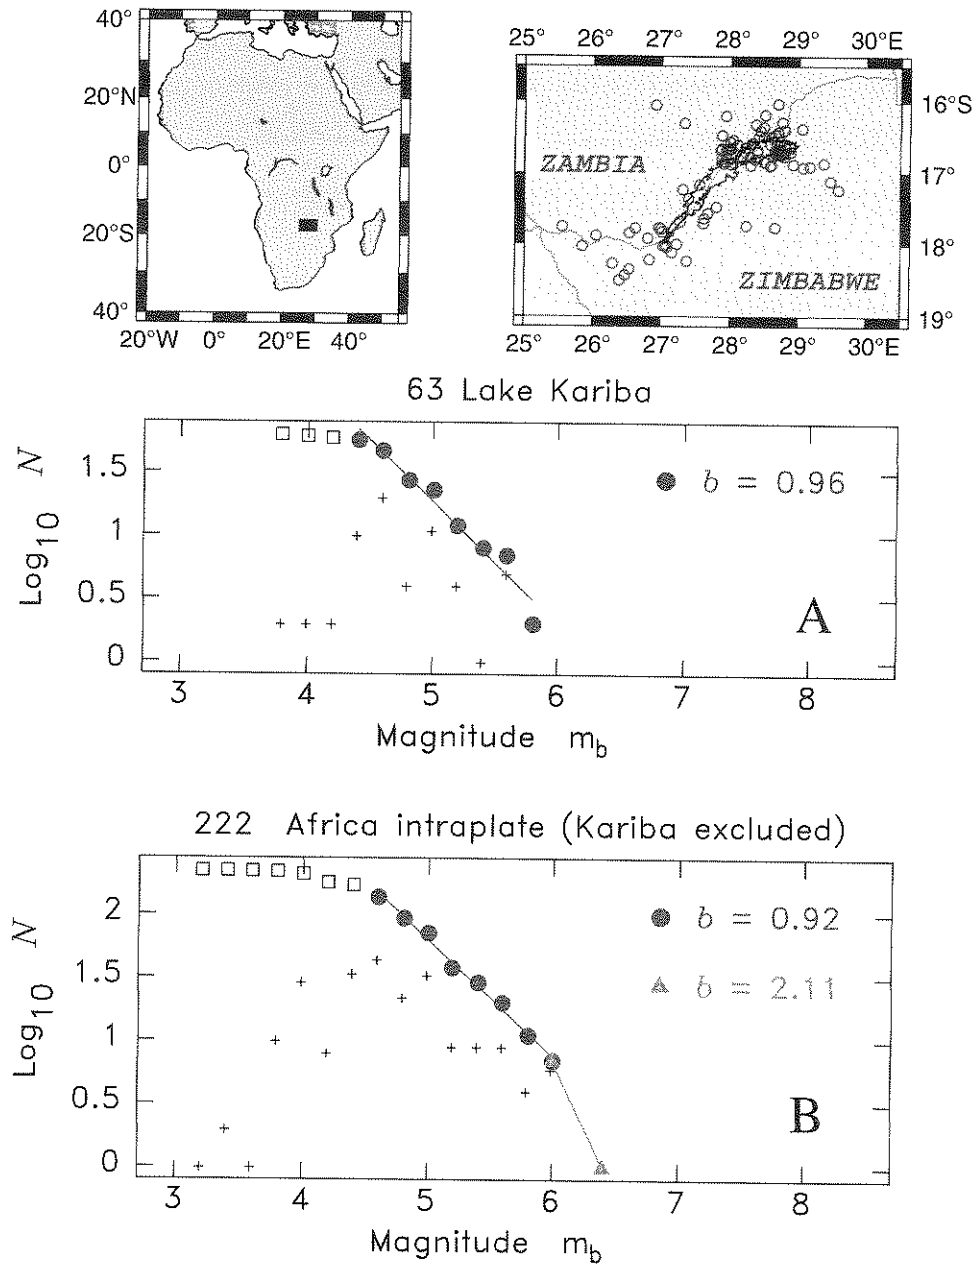 40°
20°N
0°
20°S
40°
20°W 0° 20°E 40°
25° 26° 27° 28° 29° 30°E
16°S
17°
18°
19°
ZAMBIA
ZIMBABWE
25° 26° 27° 28° 29° 30°E
63 Lake Kariba
Log10 N
1.5
1
0.5
0
b = 0.96
A
3 4 5 6 7 8
Magnitude mb
222 Africa intraplate (Kariba excluded)
Log10 N
2
1.5
1
0.5
0
b = 0.92
b = 2.11
B
3 4 5 6 7 8
Magnitude mb